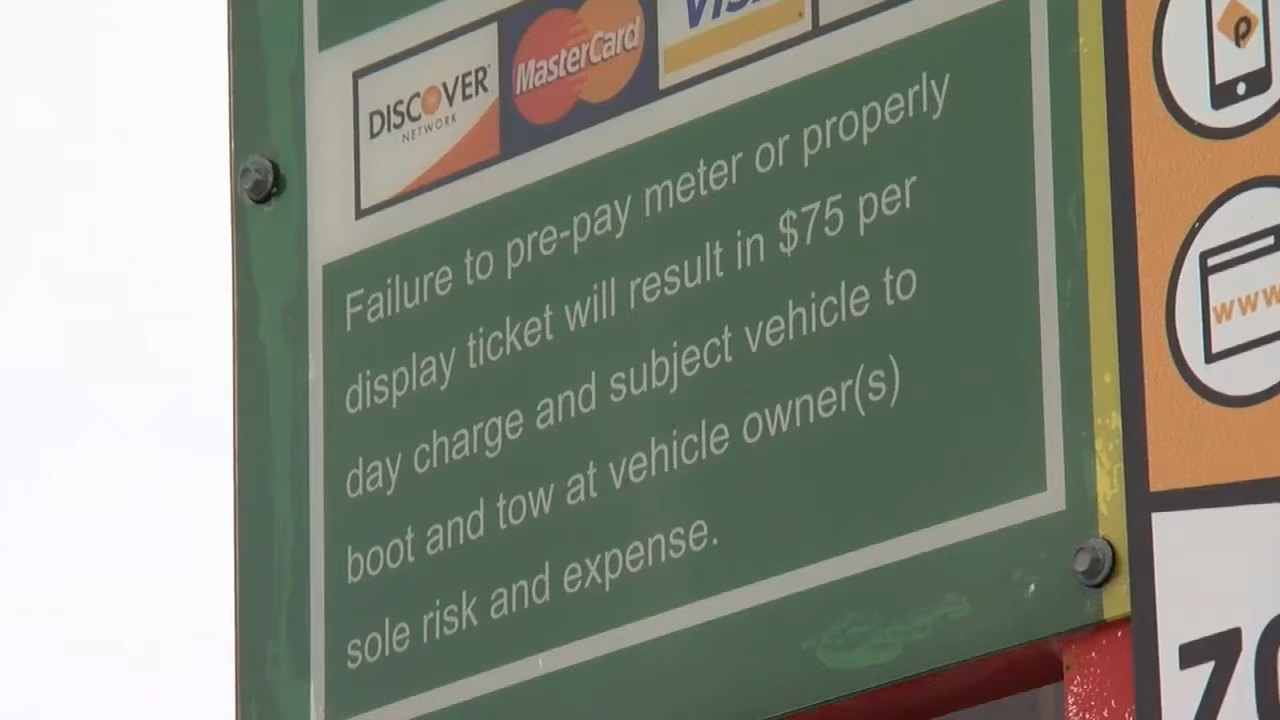 DISCOVER
NETWORK
MasterCard
VISA
Failure to pre-pay meter or properly
display ticket will result in $75 per
day charge and subject vehicle to
boot and tow at vehicle owner(s)
sole risk and expense.
P
www